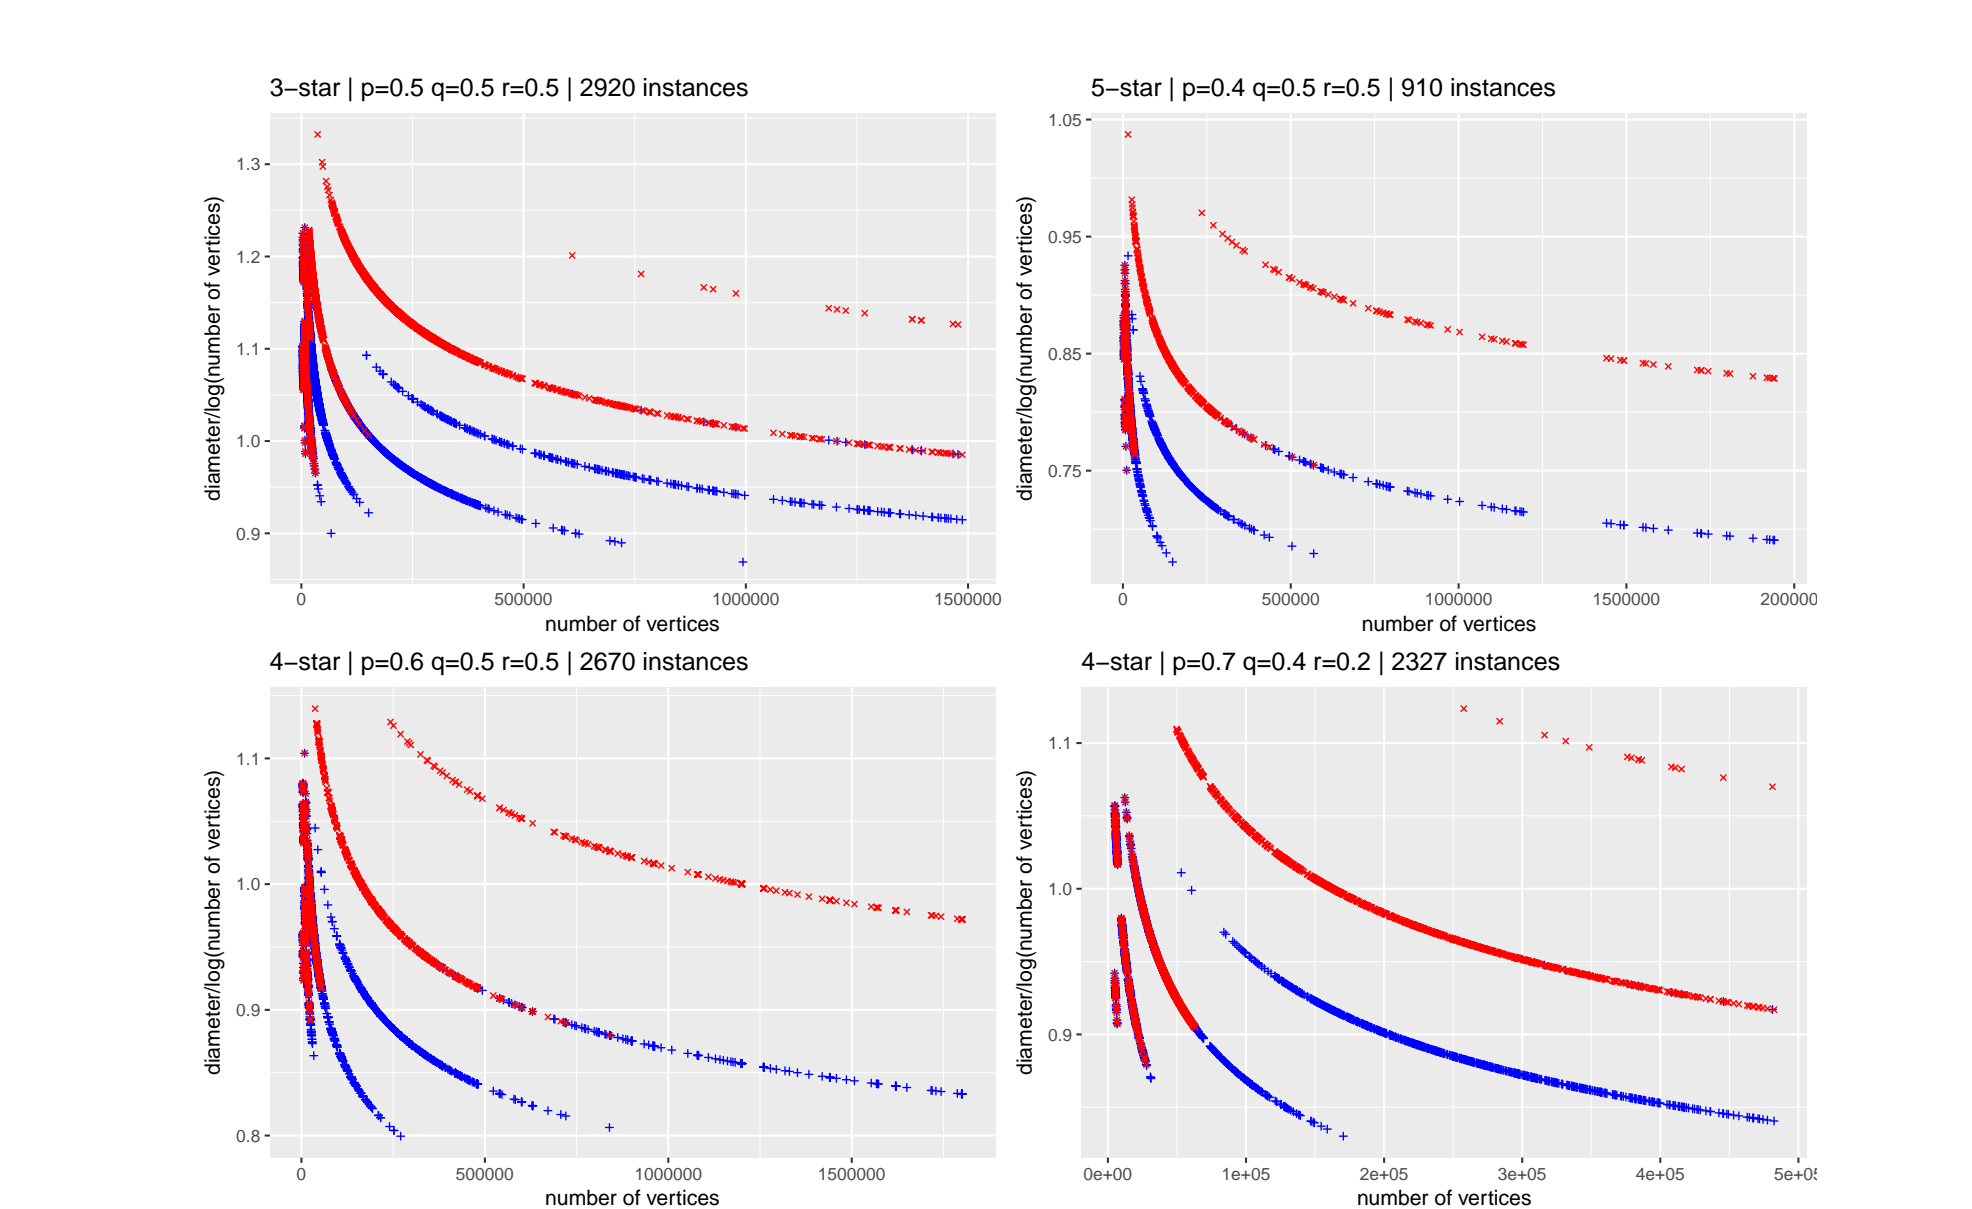 3−star | p=0.5 q=0.5 r=0.5 | 2920 instances
diameter/log(number of vertices)
1.3
1.2
1.1
1.0
0.9
0 500000 1000000 1500000
number of vertices
5−star | p=0.4 q=0.5 r=0.5 | 910 instances
diameter/log(number of vertices)
1.05
0.95
0.85
0.75
0 500000 1000000 1500000 200000
number of vertices
4−star | p=0.6 q=0.5 r=0.5 | 2670 instances
diameter/log(number of vertices)
1.1
1.0
0.9
0.8
0 500000 1000000 1500000
number of vertices
4−star | p=0.7 q=0.4 r=0.2 | 2327 instances
diameter/log(number of vertices)
1.1
1.0
0.9
0e+00 1e+05 2e+05 3e+05 4e+05 5e+05
number of vertices